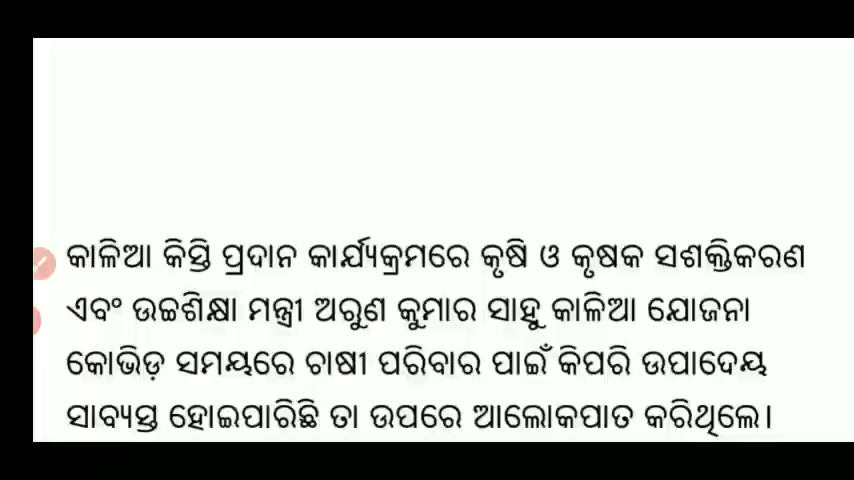 କାଳିଆ କିସ୍ତି ପ୍ରଦାନ କାର୍ଯ୍ୟକ୍ରମରେ କୃଷି ଓ କୃଷକ ସଶକ୍ତିକରଣ
ଏବଂ ଉଚ୍ଚଶିକ୍ଷା ମନ୍ତ୍ରୀ ଅରୁଣ କୁମାର ସାହୁ କାଳିଆ ଯୋଜନା
କୋଭିଡ଼ ସମୟରେ ଚାଷୀ ପରିବାର ପାଇଁ କିପରି ଉପାଦେୟ
ସାବ୍ୟସ୍ତ ହୋଇପାରିଛି ତା ଉପରେ ଆଲୋକପାତ କରିଥିଲେ।